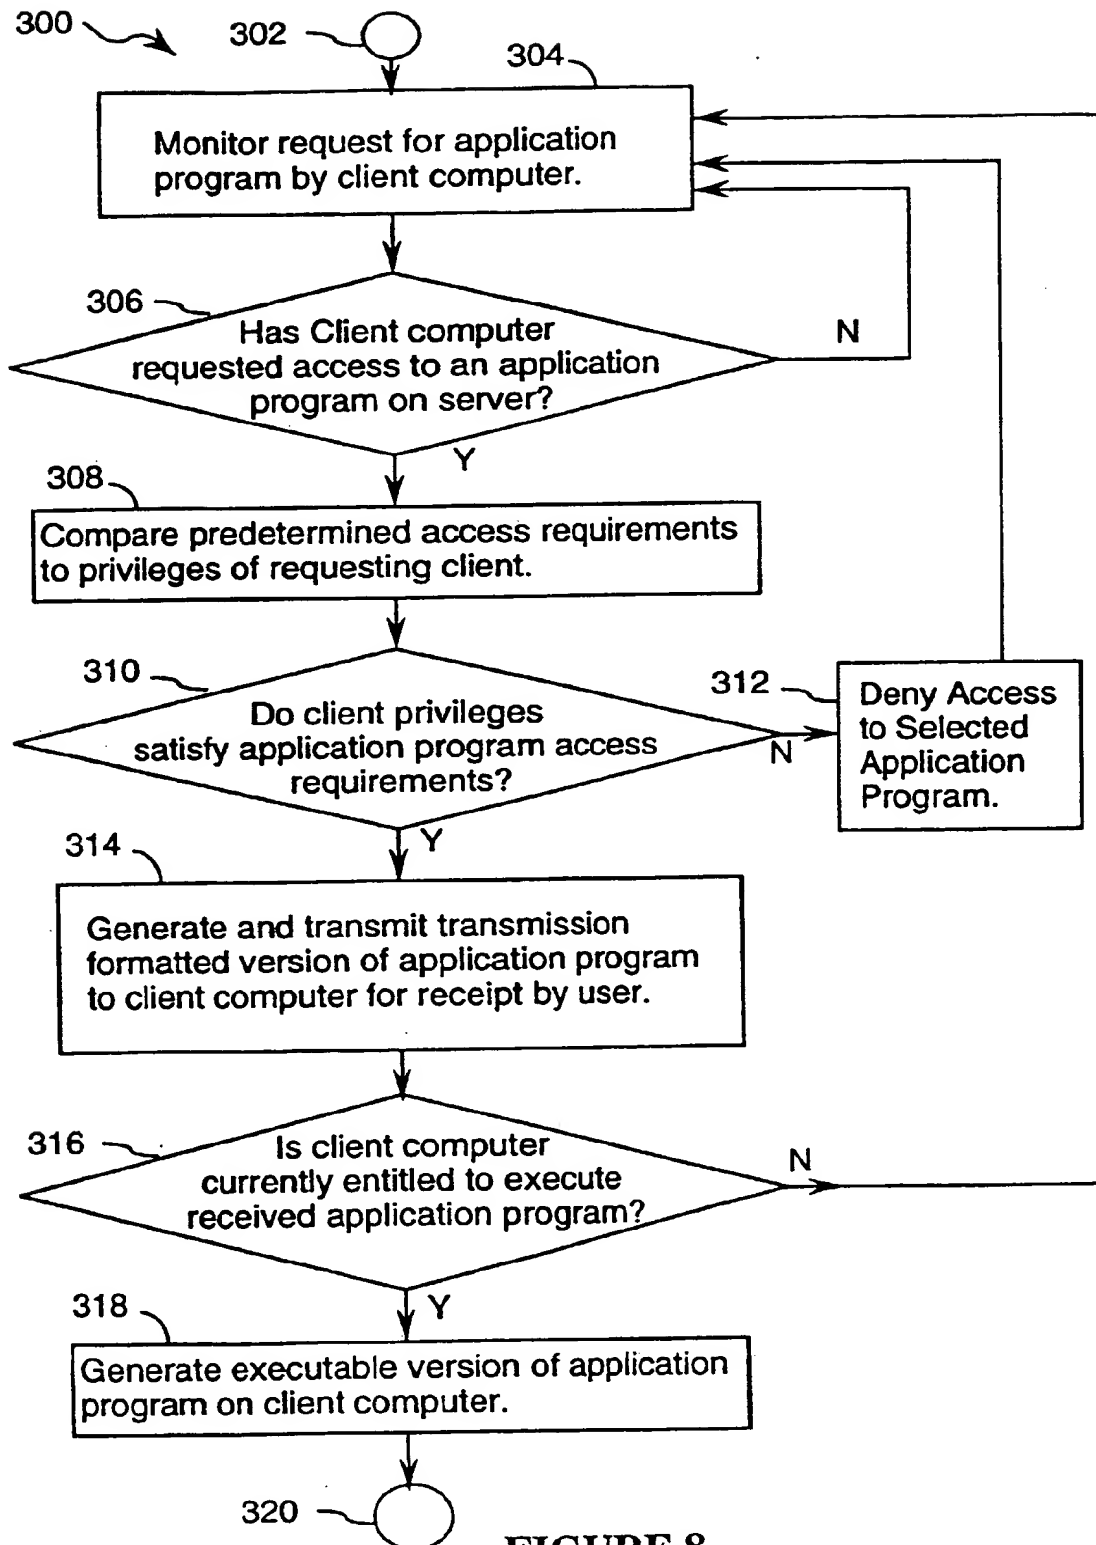 300
302
304
Monitor request for application
program by client computer.
306
Has Client computer
requested access to an application
program on server?
N
Y
308
Compare predetermined access requirements
to privileges of requesting client.
310
Do client privileges
satisfy application program access
requirements?
N
312
Deny Access
to Selected
Application
Program.
Y
314
Generate and transmit transmission
formatted version of application program
to client computer for receipt by user.
316
Is client computer
currently entitled to execute
received application program?
N
Y
318
Generate executable version of application
program on client computer.
320
FIGURE 8